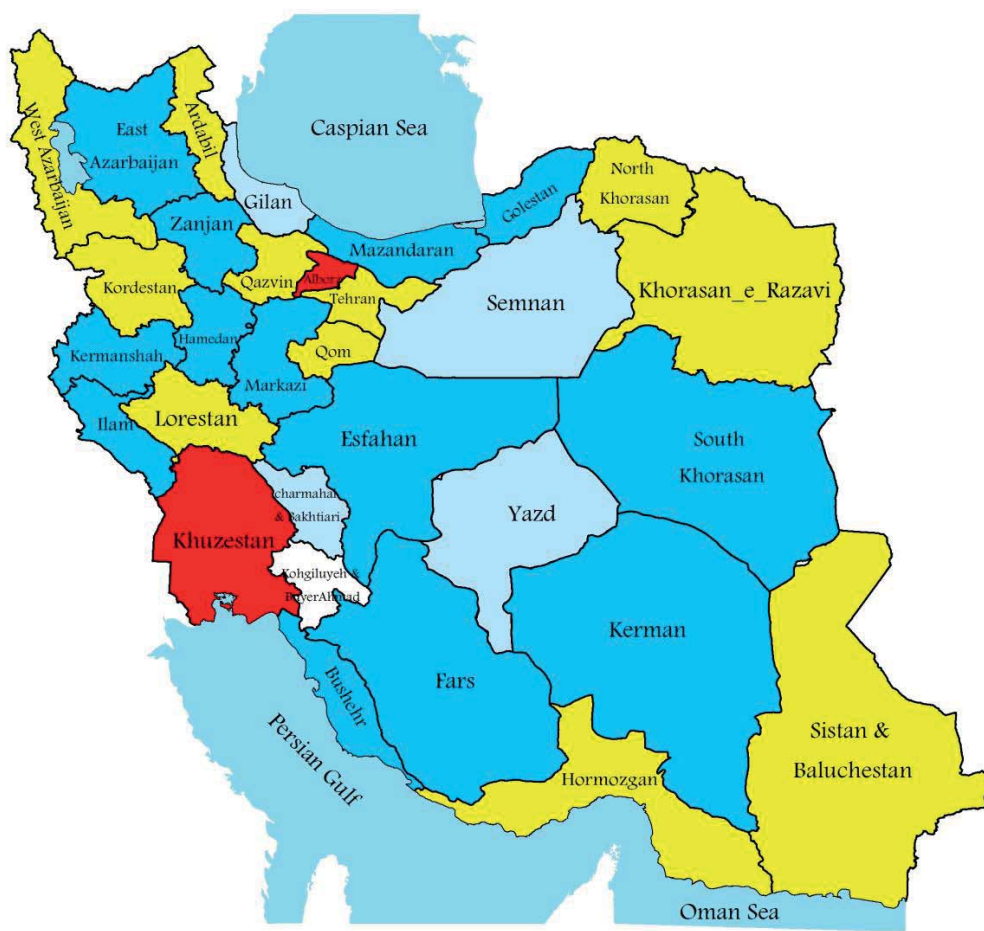 Caspian Sea
West Azarbaijan
East
Azarbaijan
Ardabil
Gilan
Zanjan
Golestan
North
Khorasan
Mazandaran
Kordestan
Qazvin
Tehran
Semnan
Khorasan_e_Razavi
Kermanshah
Hamedan
Qom
Markazi
Ilam
Lorestan
Esfahan
South
Khorasan
charmahal
& Bakhtiari
Yazd
Khuzestan
Kohgiluyeh &
BuyerAhmad
Kerman
Fars
Bushehr
Persian Gulf
Sistan &
Baluchestan
Hormozgan
Oman Sea